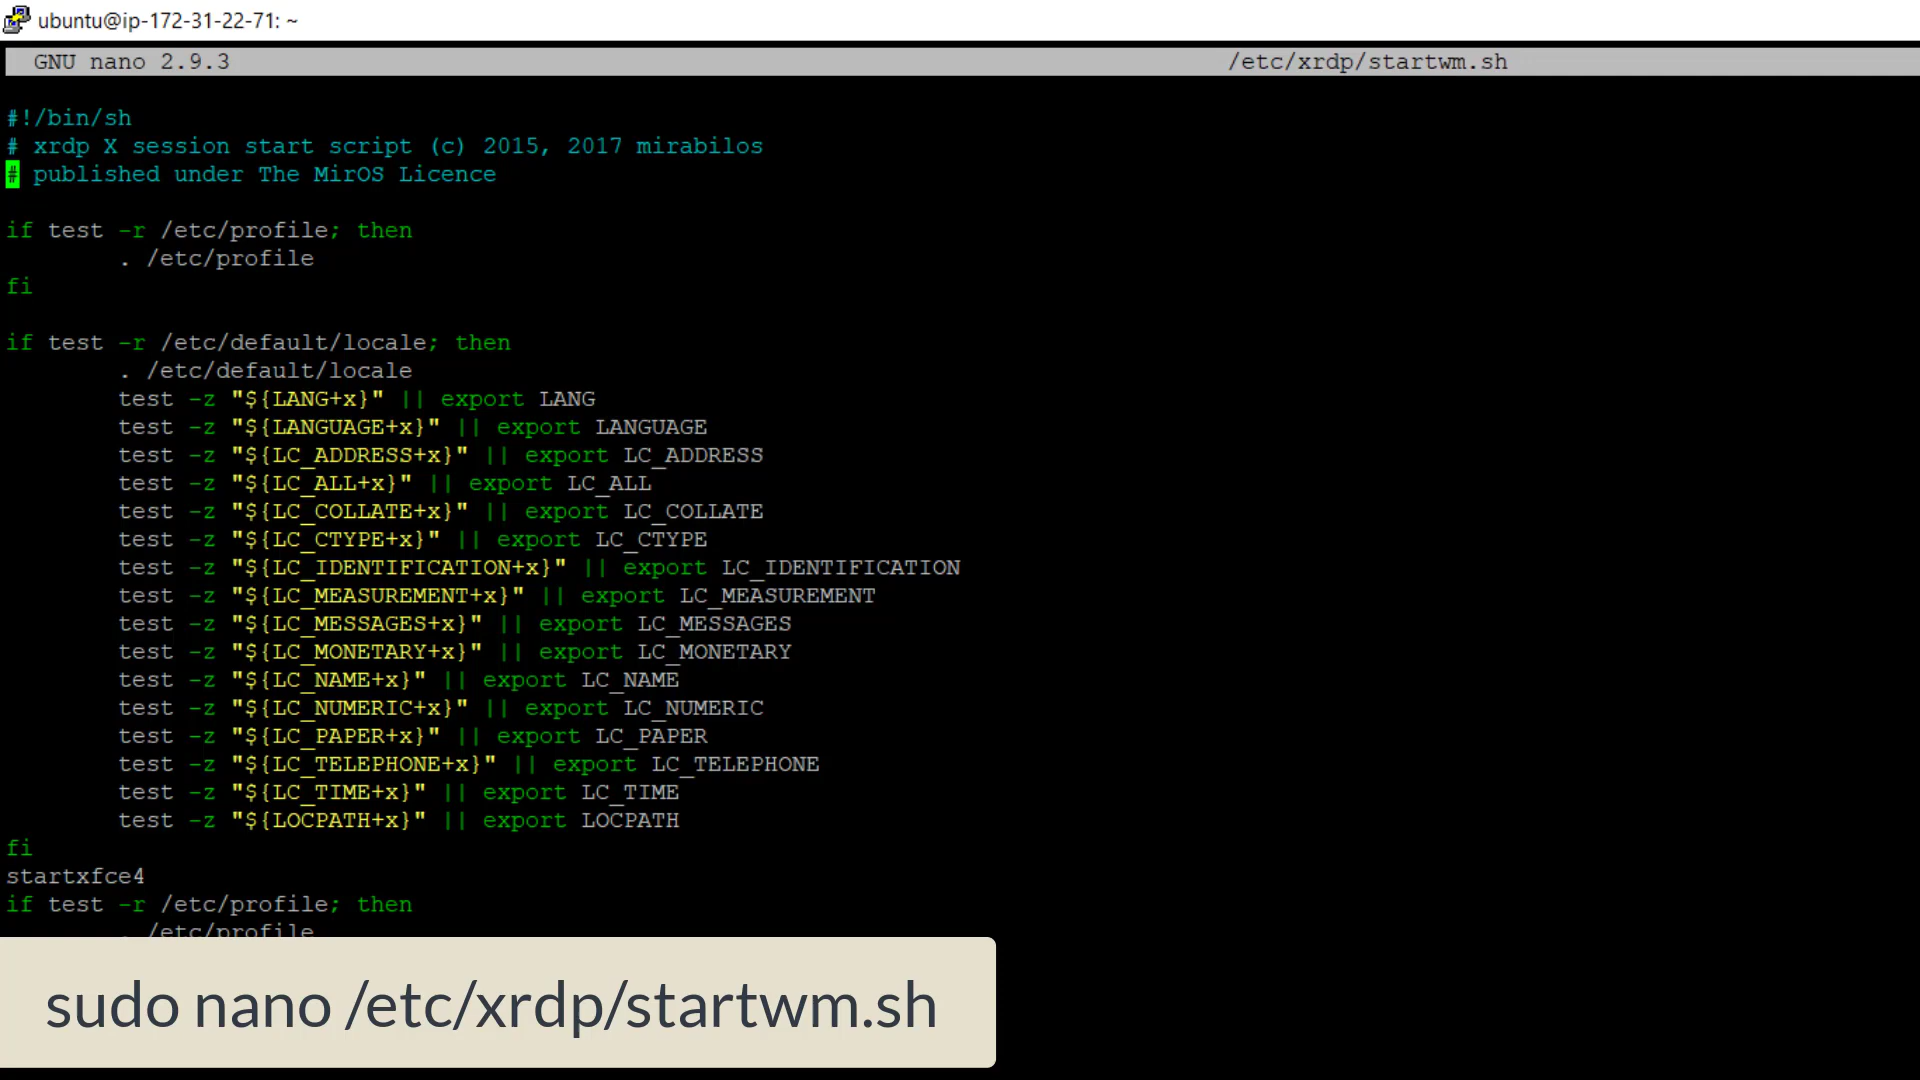 ubuntu@ip-172-31-22-71: ~
GNU nano 2.9.3 /etc/xrdp/startwm.sh
#!/bin/sh
# xrdp X session start script (c) 2015, 2017 mirabilos
# published under The MirOS Licence
if test -r /etc/profile; then
. /etc/profile
fi
if test -r /etc/default/locale; then
. /etc/default/locale
test -z "${LANG+x}" || export LANG
test -z "${LANGUAGE+x}" || export LANGUAGE
test -z "${LC_ADDRESS+x}" || export LC_ADDRESS
test -z "${LC_ALL+x}" || export LC_ALL
test -z "${LC_COLLATE+x}" || export LC_COLLATE
test -z "${LC_CTYPE+x}" || export LC_CTYPE
test -z "${LC_IDENTIFICATION+x}" || export LC_IDENTIFICATION
test -z "${LC_MEASUREMENT+x}" || export LC_MEASUREMENT
test -z "${LC_MESSAGES+x}" || export LC_MESSAGES
test -z "${LC_MONETARY+x}" || export LC_MONETARY
test -z "${LC_NAME+x}" || export LC_NAME
test -z "${LC_NUMERIC+x}" || export LC_NUMERIC
test -z "${LC_PAPER+x}" || export LC_PAPER
test -z "${LC_TELEPHONE+x}" || export LC_TELEPHONE
test -z "${LC_TIME+x}" || export LC_TIME
test -z "${LOCPATH+x}" || export LOCPATH
fi
startxfce4
if test -r /etc/profile; then
. /etc/profile
sudo nano /etc/xrdp/startwm.sh